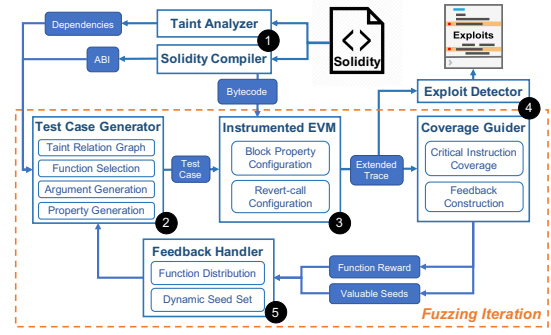 Dependencies
Taint Analyzer
1
Solidity Compiler
ABI
Solidity
Exploits
Bytecode
Exploit Detector
4
Test Case Generator
Taint Relation Graph
Function Selection
Argument Generation
Property Generation
2
Test
Case
Instrumented EVM
Block Property
Configuration
Revert-call
Configuration
3
Extended
Trace
Coverage Guider
Critical Instruction
Coverage
Feedback
Construction
Feedback Handler
Function Distribution
Dynamic Seed Set
5
Function Reward
Valuable Seeds
Fuzzing Iteration